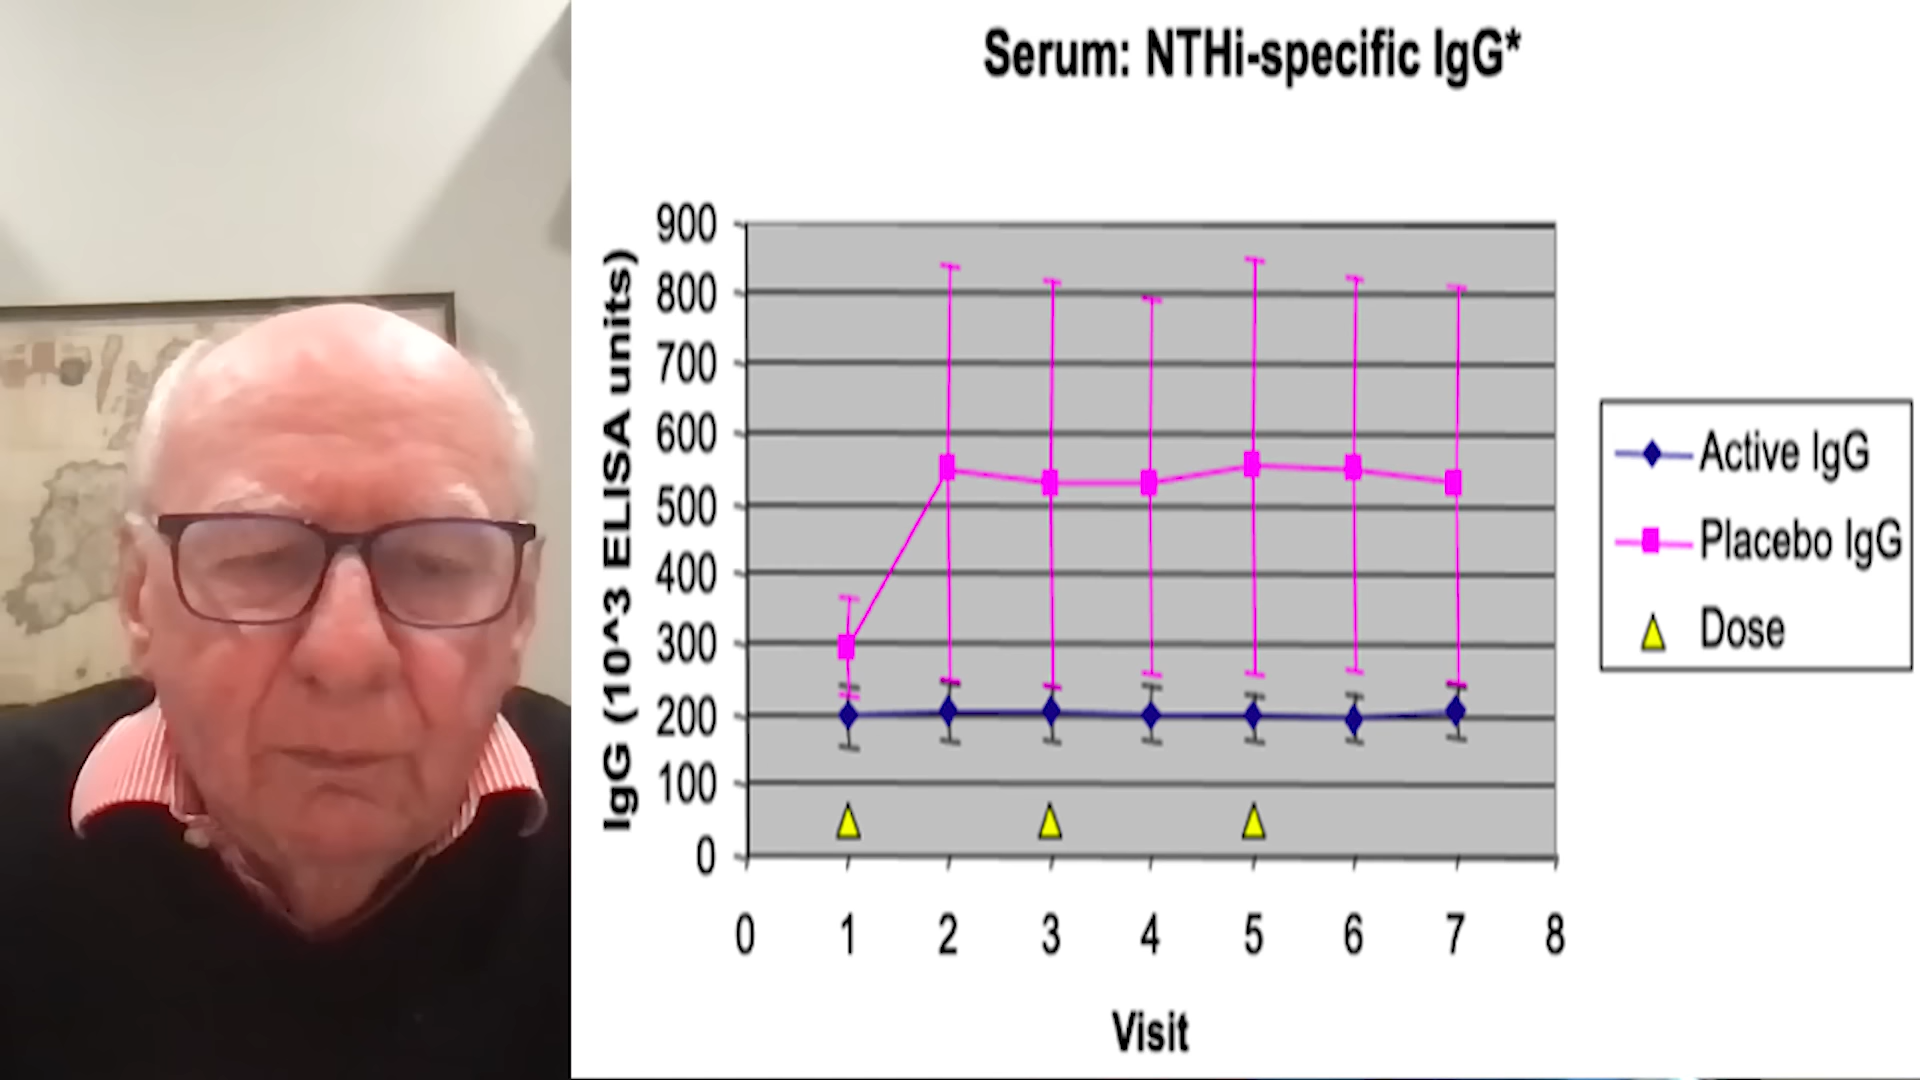 Serum: NTHi-specific IgG*
IgG (10^3 ELISA units)
900
800
700
600
500
400
300
200
100
0
0 1 2 3 4 5 6 7 8
Visit
Active IgG
Placebo IgG
Dose